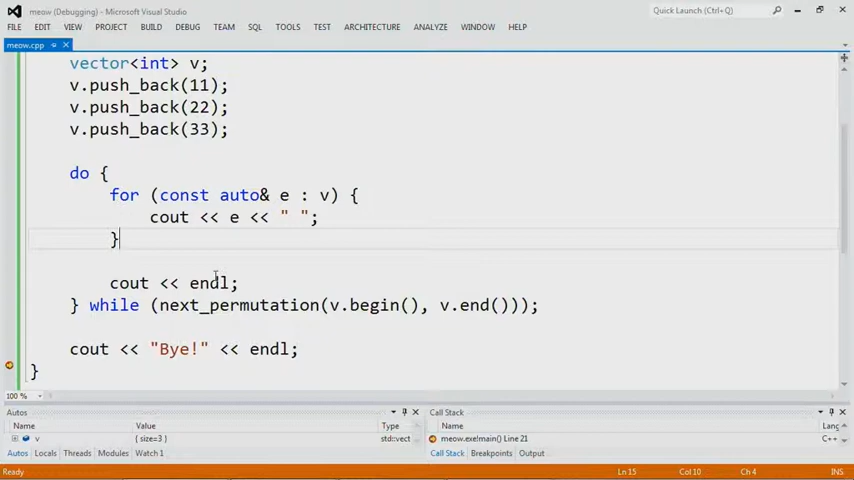 meow (Debugging) - Microsoft Visual Studio
Quick Launch (Ctrl+Q)
FILE EDIT VIEW PROJECT BUILD DEBUG TEAM SQL TOOLS TEST ARCHITECTURE ANALYZE WINDOW HELP
meow.cpp
vector<int> v;
v.push_back(11);
v.push_back(22);
v.push_back(33);
do {
for (const auto& e : v) {
cout << e << " ";
}
cout << endl;
} while (next_permutation(v.begin(), v.end()));
cout << "Bye!" << endl;
}
100 %
Autos
Name Value Type
v { size=3 } std::vect
Autos Locals Threads Modules Watch 1
Call Stack
Name Lang
meow.exe!main() Line 21 C++
Call Stack Breakpoints Output
Ready Ln 15 Col 10 Ch 4 INS